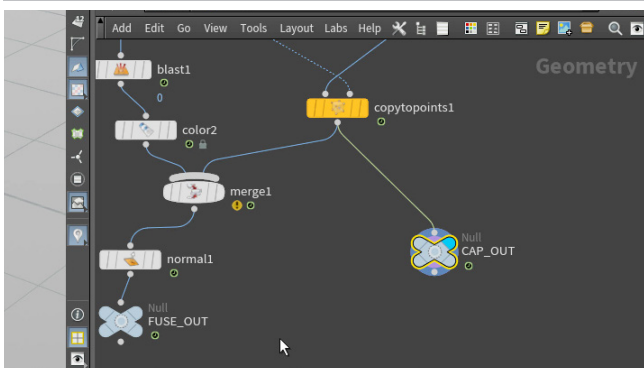 Add Edit Go View Tools Layout Labs Help
Geometry
blast1
0
copytopoints1
color2
merge1
Null
CAP_OUT
normal1
Null
FUSE_OUT